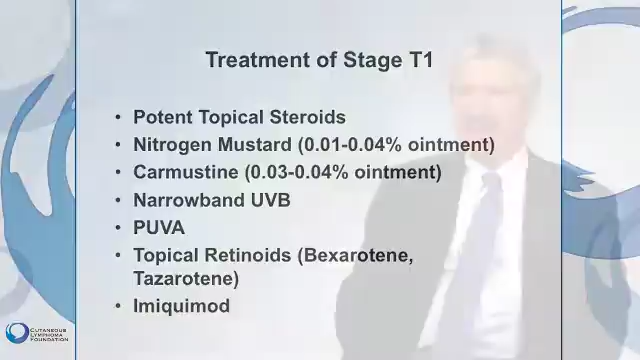 Treatment of Stage T1
• Potent Topical Steroids
• Nitrogen Mustard (0.01-0.04% ointment)
• Carmustine (0.03-0.04% ointment)
• Narrowband UVB
• PUVA
• Topical Retinoids (Bexarotene,
Tazarotene)
• Imiquimod
CUTANEOUS
LYMPHOMA
FOUNDATION